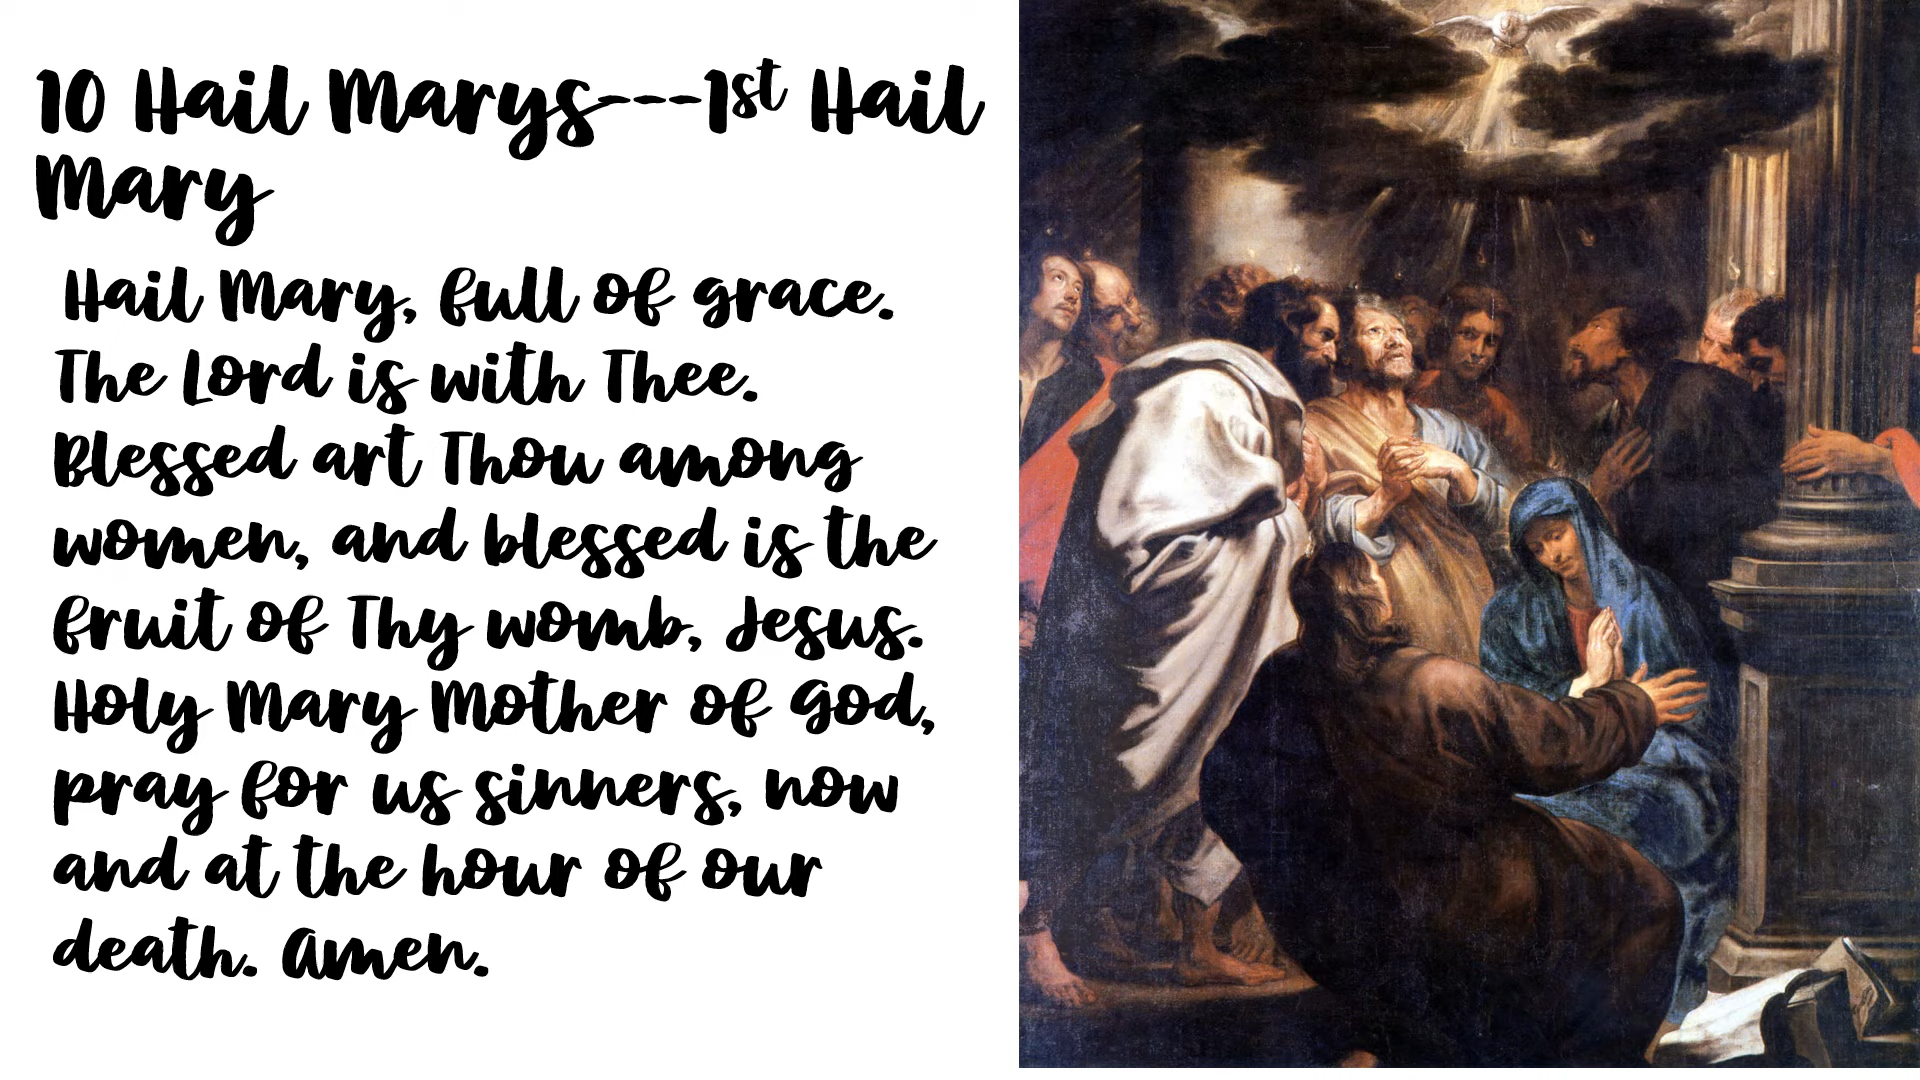 10 Hail Marys---1st Hail
Mary
Hail Mary, full of grace.
The Lord is with Thee.
Blessed art Thou among
women, and blessed is the
fruit of Thy womb, Jesus.
Holy Mary Mother of God,
pray for us sinners, now
and at the hour of our
death. Amen.